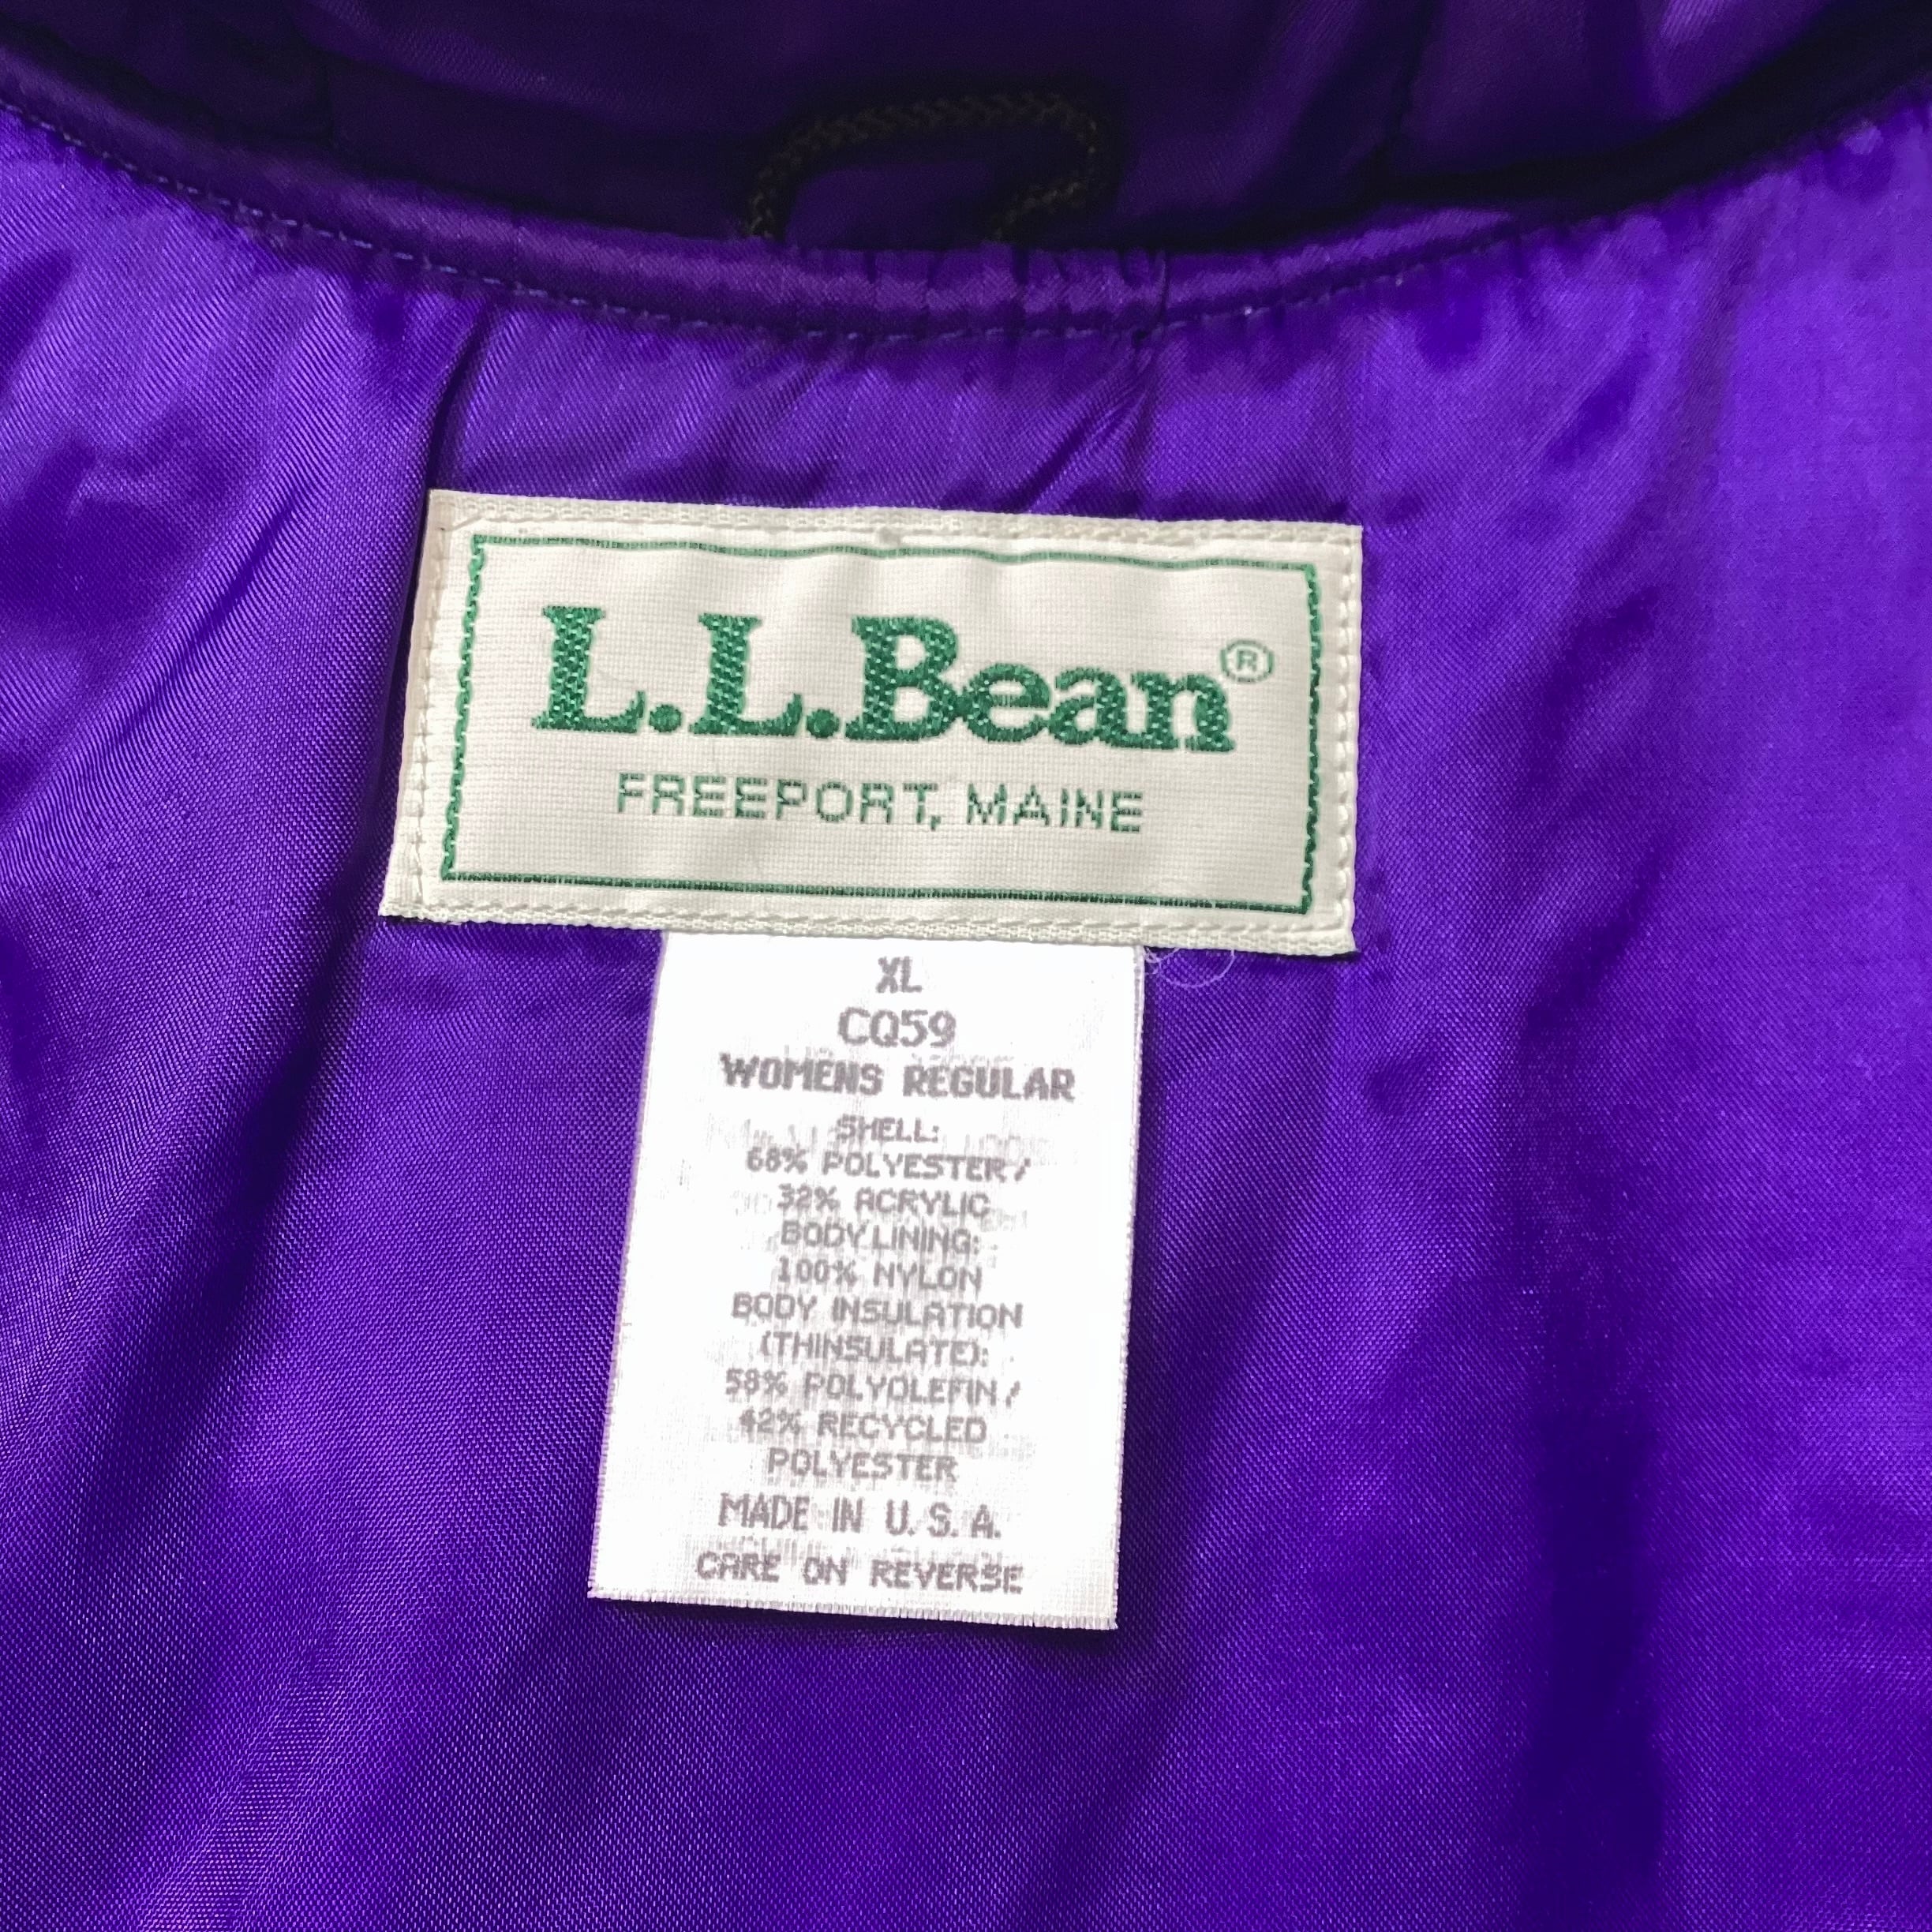 L.L.Bean®
FREEPORT, MAINE
XL
CQ59
WOMENS REGULAR
SHELL:
68% POLYESTER/
32% ACRYLIC
BODY LINING:
100% NYLON
BODY INSULATION
(THINSULATE):
58% POLYOLEFIN/
42% RECYCLED
POLYESTER
MADE IN U.S.A.
CARE ON REVERSE